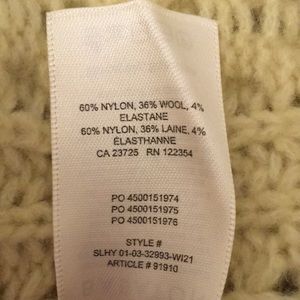 60% NYLON, 36% WOOL, 4%
ELASTANE
60% NYLON, 36% LAINE, 4%
ÉLASTHANNE
CA 23725 RN 122354
PO 4500151974
PO 4500151975
PO 4500151976
STYLE #
SLHY 01-03-32993-WI21
ARTICLE # 91910